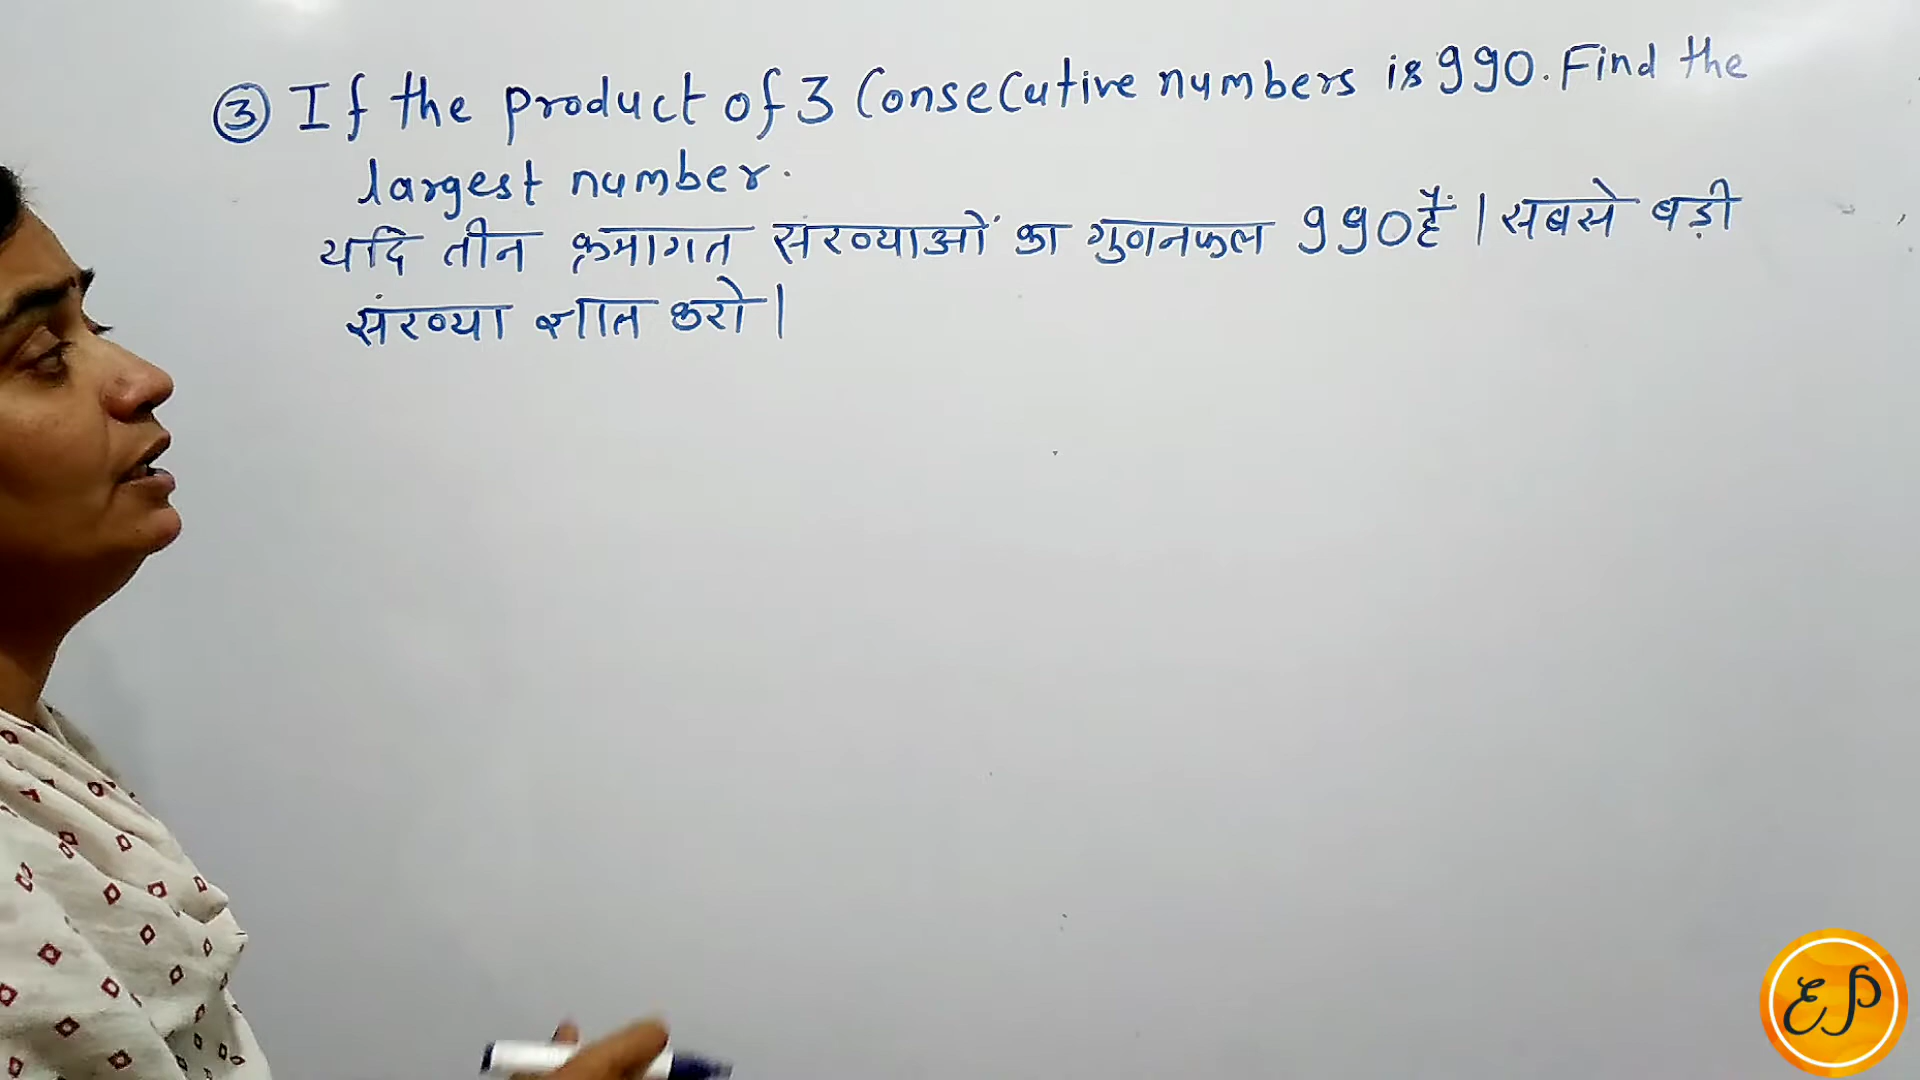 ③ If the product of 3 Consecutive numbers is 990. Find the
largest number.
यदि तीन क्रमागत संख्याओं का गुणनफल 990 है । सबसे बड़ी
संख्या ज्ञात करो ।
EP